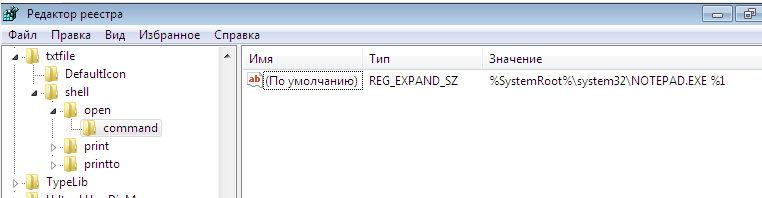 Редактор реестра
Файл Правка Вид Избранное Справка
txtfile
DefaultIcon
shell
open
command
print
printto
TypeLib
Имя Тип Значение
ab (По умолчанию) REG_EXPAND_SZ %SystemRoot%\system32\NOTEPAD.EXE %1